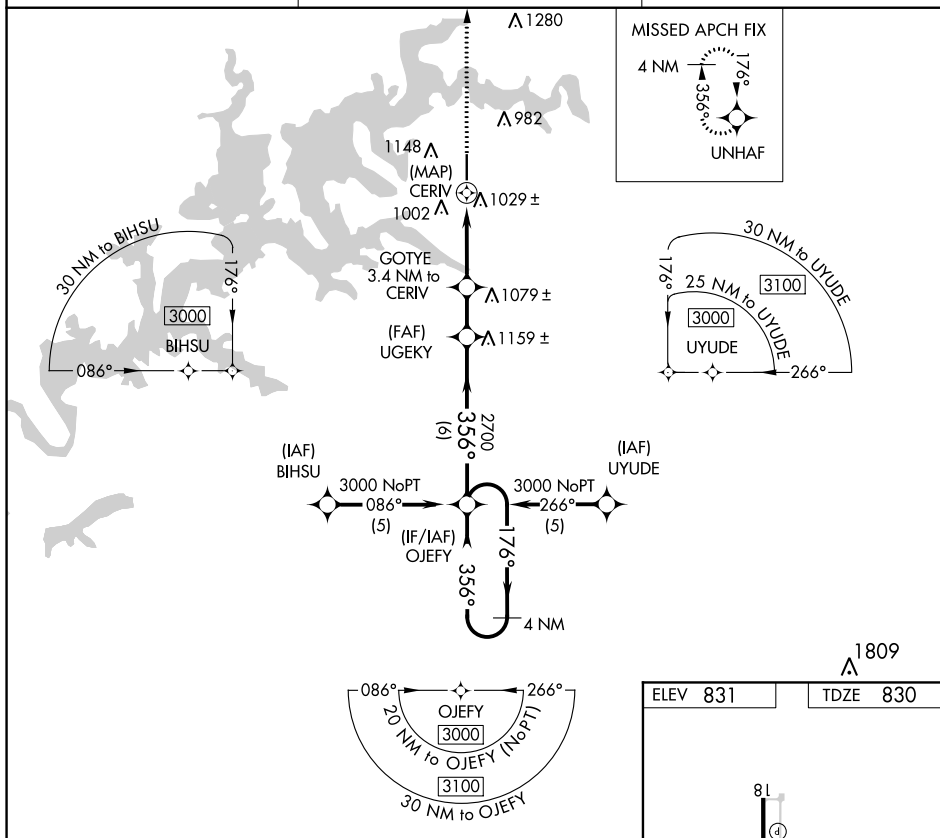 1280
MISSED APCH FIX
4 NM
176°
356°
UNHAF
982
1148
(MAP)
CERIV
1029 ±
1002
30 NM to BIHSU
176°
3000
BIHSU
086°
GOTYE
3.4 NM to
CERIV
1079 ±
(FAF)
UGEKY
1159 ±
30 NM to UYUDE
3100
176°
25 NM to UYUDE
3000
UYUDE
266°
2700
356°
(6)
(IAF)
BIHSU
3000 NoPT
086°
(5)
(IAF)
UYUDE
3000 NoPT
266°
(5)
(IF/IAF)
OJEFY
176°
356°
4 NM
086°
266°
OJEFY
3000
20 NM to OJEFY (NoPT)
3100
30 NM to OJEFY
1809
ELEV 831
TDZE 830
18
P